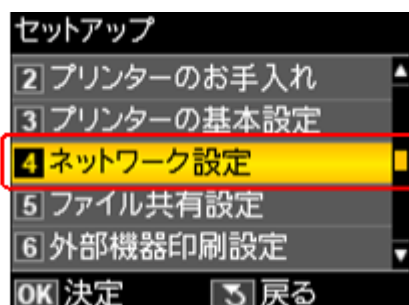 セットアップ
2 プリンターのお手入れ
3 プリンターの基本設定
4 ネットワーク設定
5 ファイル共有設定
6 外部機器印刷設定
OK 決定 戻る